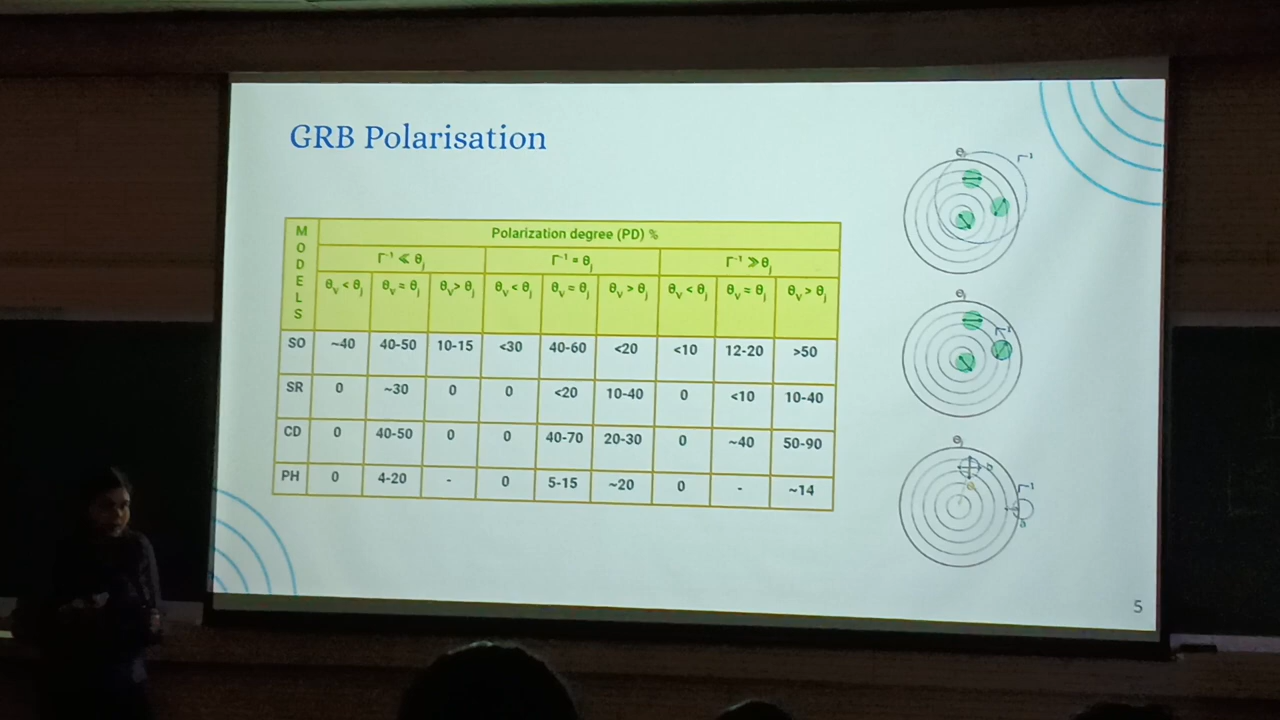 GRB Polarisation
MODELS
Polarization degree (PD) %
Γ⁻¹ ≪ θj Γ⁻¹ = θj Γ⁻¹ ≫ θj
θv < θj θv = θj θv > θj θv < θj θv = θj θv > θj θv < θj θv = θj θv > θj
SO ~40 40-50 10-15 <30 40-60 <20 <10 12-20 >50
SR 0 ~30 0 0 <20 10-40 0 <10 10-40
CD 0 40-50 0 0 40-70 20-30 0 ~40 50-90
PH 0 4-20 - 0 5-15 ~20 0 - ~14
θj
θj
θj
5